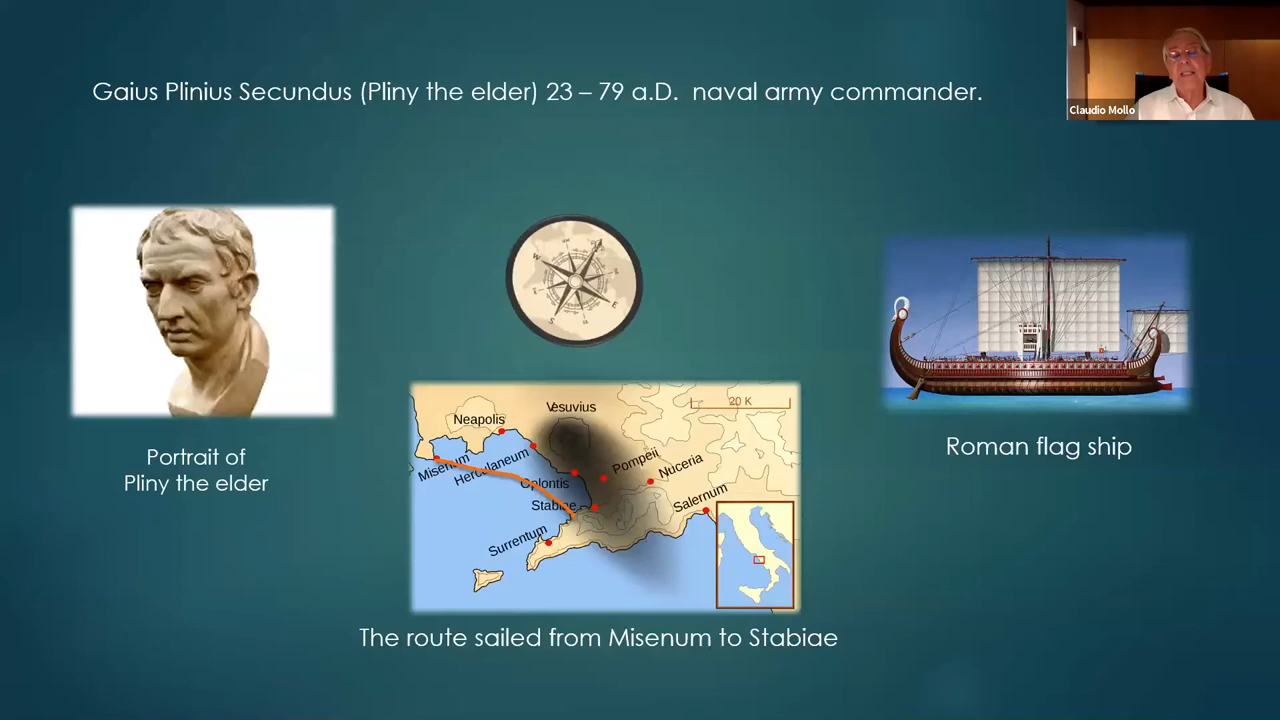 Gaius Plinius Secundus (Pliny the elder) 23 – 79 a.D. naval army commander.
Claudio Mollo
W
E
S
Portrait of
Pliny the elder
Neapolis
Vesuvius
20 K
Misenum
Herculaneum
Oplontis
Pompeii
Nuceria
Stabiae
Salernum
Surrentum
Roman flag ship
The route sailed from Misenum to Stabiae